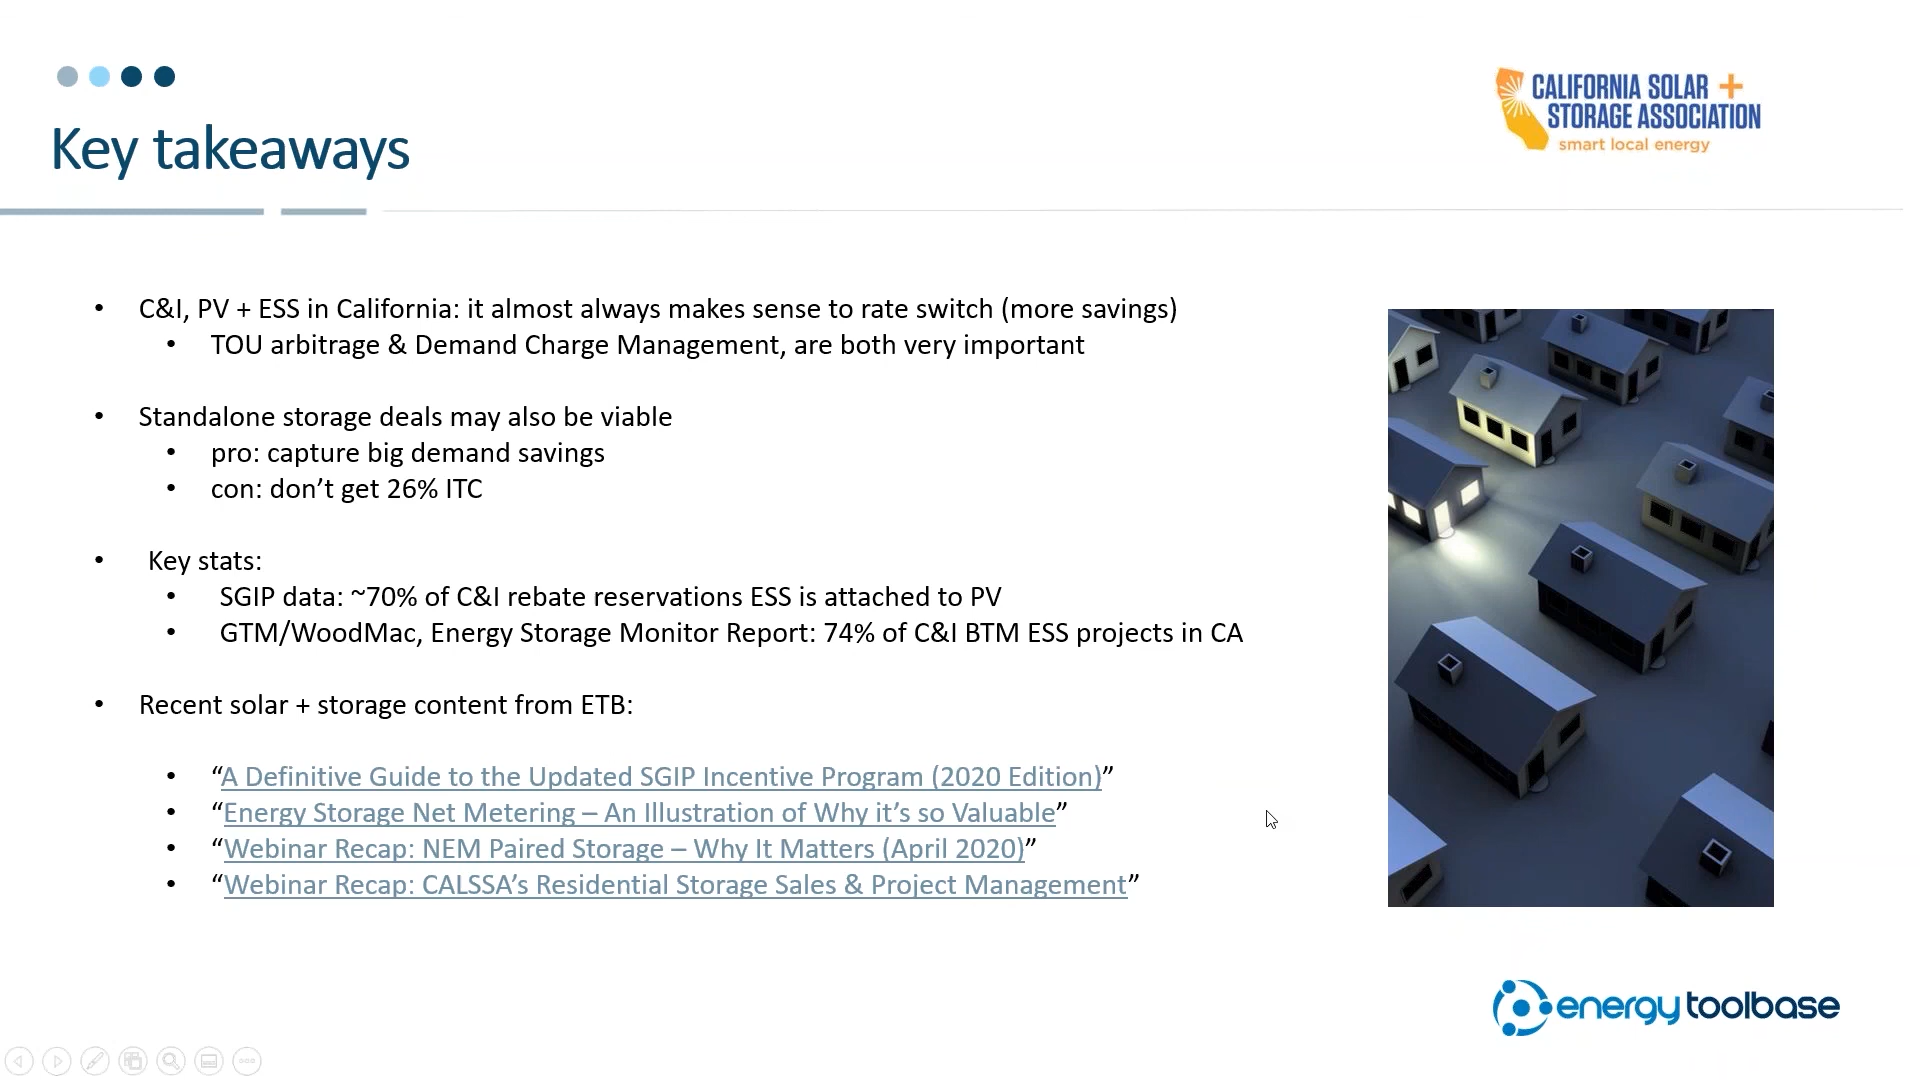 Key takeaways
CALIFORNIA SOLAR +
STORAGE ASSOCIATION
smart local energy
• C&I, PV + ESS in California: it almost always makes sense to rate switch (more savings)
• TOU arbitrage & Demand Charge Management, are both very important
• Standalone storage deals may also be viable
• pro: capture big demand savings
• con: don’t get 26% ITC
• Key stats:
• SGIP data: ~70% of C&I rebate reservations ESS is attached to PV
• GTM/WoodMac, Energy Storage Monitor Report: 74% of C&I BTM ESS projects in CA
• Recent solar + storage content from ETB:
• “A Definitive Guide to the Updated SGIP Incentive Program (2020 Edition)”
• “Energy Storage Net Metering – An Illustration of Why it’s so Valuable”
• “Webinar Recap: NEM Paired Storage – Why It Matters (April 2020)”
• “Webinar Recap: CALSSA’s Residential Storage Sales & Project Management”
energy toolbase